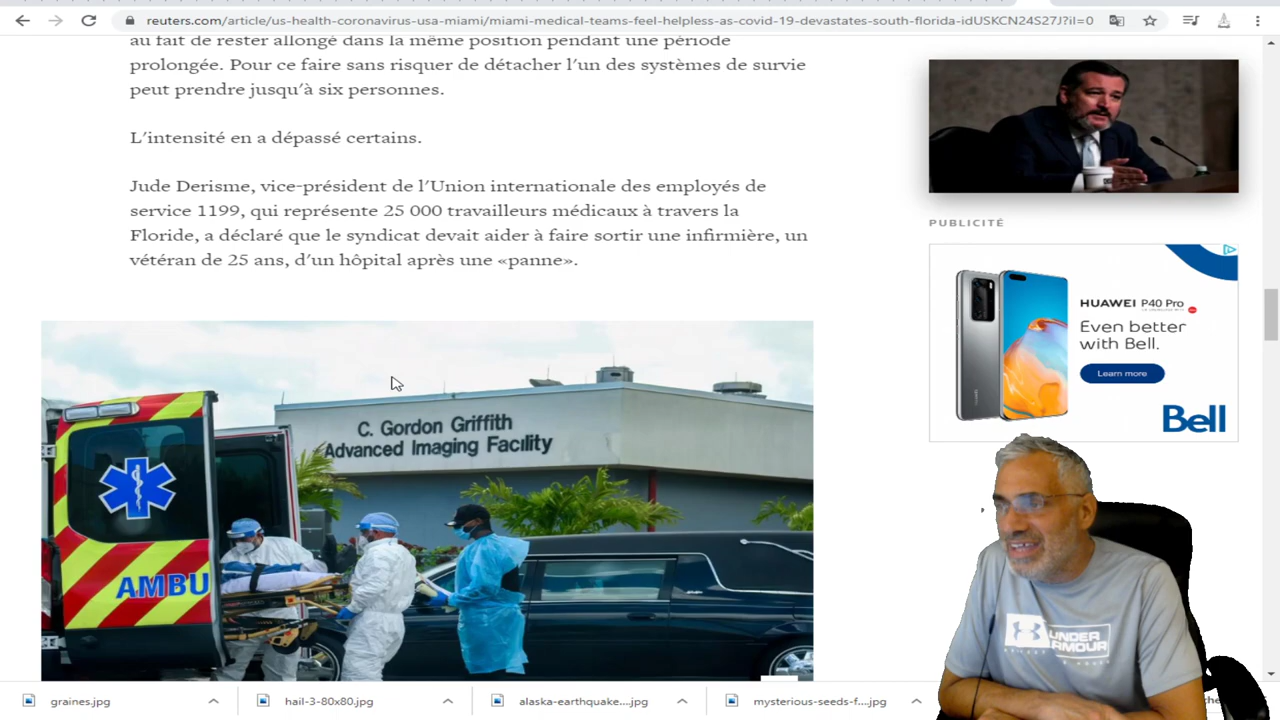 reuters.com/article/us-health-coronavirus-usa-miami/miami-medical-teams-feel-helpless-as-covid-19-devastates-south-florida-idUSKCN24S27J?il=0
au fait de rester allongé dans la même position pendant une période
prolongée. Pour ce faire sans risquer de détacher l'un des systèmes de survie
peut prendre jusqu'à six personnes.
L'intensité en a dépassé certains.
Jude Derisme, vice-président de l'Union internationale des employés de
service 1199, qui représente 25 000 travailleurs médicaux à travers la
Floride, a déclaré que le syndicat devait aider à faire sortir une infirmière, un
vétéran de 25 ans, d'un hôpital après une «panne».
PUBLICITÉ
HUAWEI P40 Pro
Even better
with Bell.
Learn more
Bell
C. Gordon Griffith
Advanced Imaging Facility
AMBU
UNDER
ARMOUR
graines.jpg
hail-3-80x80.jpg
alaska-earthquake....jpg
mysterious-seeds-f....jpg